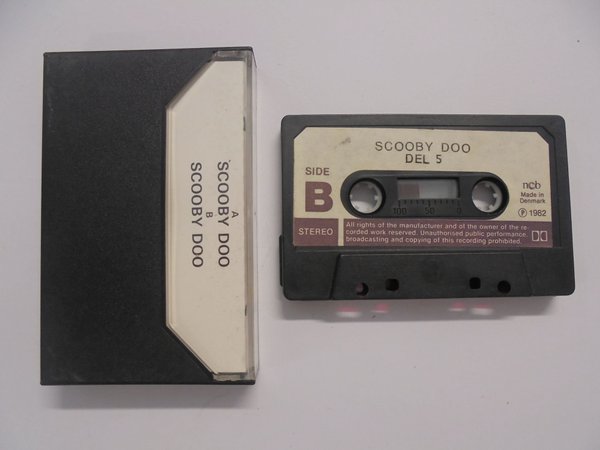 A
SCOOBY DOO
B
SCOOBY DOO
SCOOBY DOO
DEL 5
SIDE
B
100 50 0
ncb
Made in
Denmark
Ⓟ 1982
STEREO
All rights of the manufacturer and of the owner of the re-
corded work reserved. Unauthorised public performance,
broadcasting and copying of this recording prohibited.